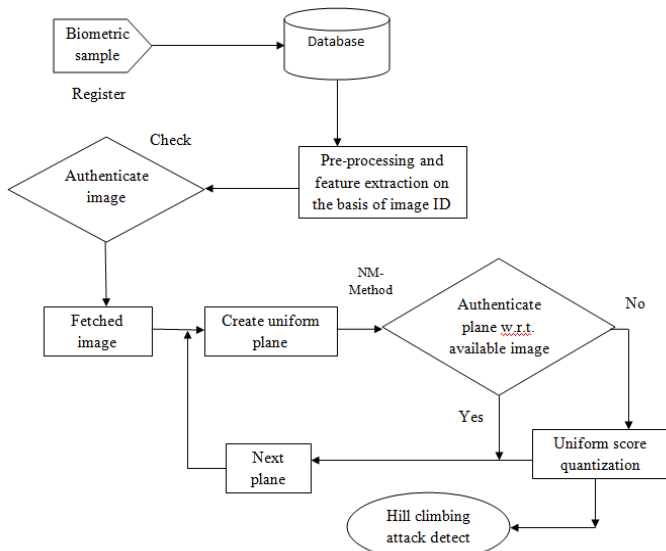 Biometric
sample
Database
Register
Check
Pre-processing and
feature extraction on
the basis of image ID
Authenticate
image
NM-
Method
Fetched
image
Create uniform
plane
Authenticate
plane w.r.t.
available image
No
Yes
Next
plane
Uniform score
quantization
Hill climbing
attack detect